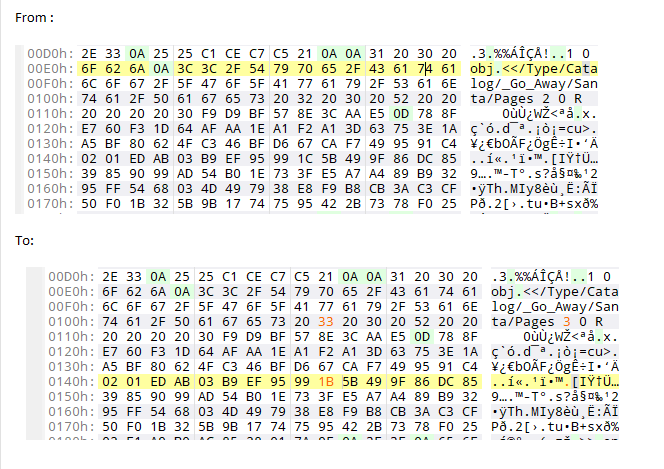 From :
00D0h: 2E 33 0A 25 25 C1 CE C7 C5 21 0A 0A 31 20 30 20 .3.%%ÁÎÇÅ!..1 0
00E0h: 6F 62 6A 0A 3C 3C 2F 54 79 70 65 2F 43 61 74 61 obj.<</Type/Cata
00F0h: 6C 6F 67 2F 5F 47 6F 5F 41 77 61 79 2F 53 61 6E log/_Go_Away/San
0100h: 74 61 2F 50 61 67 65 73 20 32 20 30 20 52 20 20 ta/Pages 2 0 R
0110h: 20 20 20 20 30 F9 D9 BF 57 8E 3C AA E5 0D 78 8F 0ùÙ¿WŽ<ªå.x.
0120h: E7 60 F3 1D 64 AF AA 1E A1 F2 A1 3D 63 75 3E 1A ç`ó.d¯ª.¡ò¡=cu>.
0130h: A5 BF 80 62 4F C3 46 BF D6 67 CA F7 49 95 91 C4
0140h: 02 01 ED AB 03 B9 EF 95 99 1C 5B 49 9F 86 DC 85 ..í«.¹ï•™.[IŸ†Ü…
0150h: 39 85 90 99 AD 54 B0 1E 73 3F E5 A7 A4 89 B9 32
0160h: 95 FF 54 68 03 4D 49 79 38 E8 F9 B8 CB 3A C3 CF •ÿTh.MIy8èù¸Ë:ÃÏ
0170h: 50 F0 1B 32 5B 9B 17 74 75 95 42 2B 73 78 F0 25 Pð.2[›.tu•B+sxð%
To:
00D0h: 2E 33 0A 25 25 C1 CE C7 C5 21 0A 0A 31 20 30 20 .3.%%ÁÎÇÅ!..1 0
00E0h: 6F 62 6A 0A 3C 3C 2F 54 79 70 65 2F 43 61 74 61 obj.<</Type/Cata
00F0h: 6C 6F 67 2F 5F 47 6F 5F 41 77 61 79 2F 53 61 6E log/_Go_Away/San
0100h: 74 61 2F 50 61 67 65 73 20 33 20 30 20 52 20 20 ta/Pages 3 0 R
0110h: 20 20 20 20 30 F9 D9 BF 57 8E 3C AA E5 0D 78 8F 0ùÙ¿WŽ<ªå.x.
0120h: E7 60 F3 1D 64 AF AA 1E A1 F2 A1 3D 63 75 3E 1A ç`ó.d¯ª.¡ò¡=cu>.
0130h: A5 BF 80 62 4F C3 46 BF D6 67 CA F7 49 95 91 C4
0140h: 02 01 ED AB 03 B9 EF 95 99 1B 5B 49 9F 86 DC 85 ..í«.¹ï•™.[IŸ†Ü…
0150h: 39 85 90 99 AD 54 B0 1E 73 3F E5 A7 A4 89 B9 32
0160h: 95 FF 54 68 03 4D 49 79 38 E8 F9 B8 CB 3A C3 CF •ÿTh.MIy8èù¸Ë:ÃÏ
0170h: 50 F0 1B 32 5B 9B 17 74 75 95 42 2B 73 78 F0 25 Pð.2[›.tu•B+sxð%